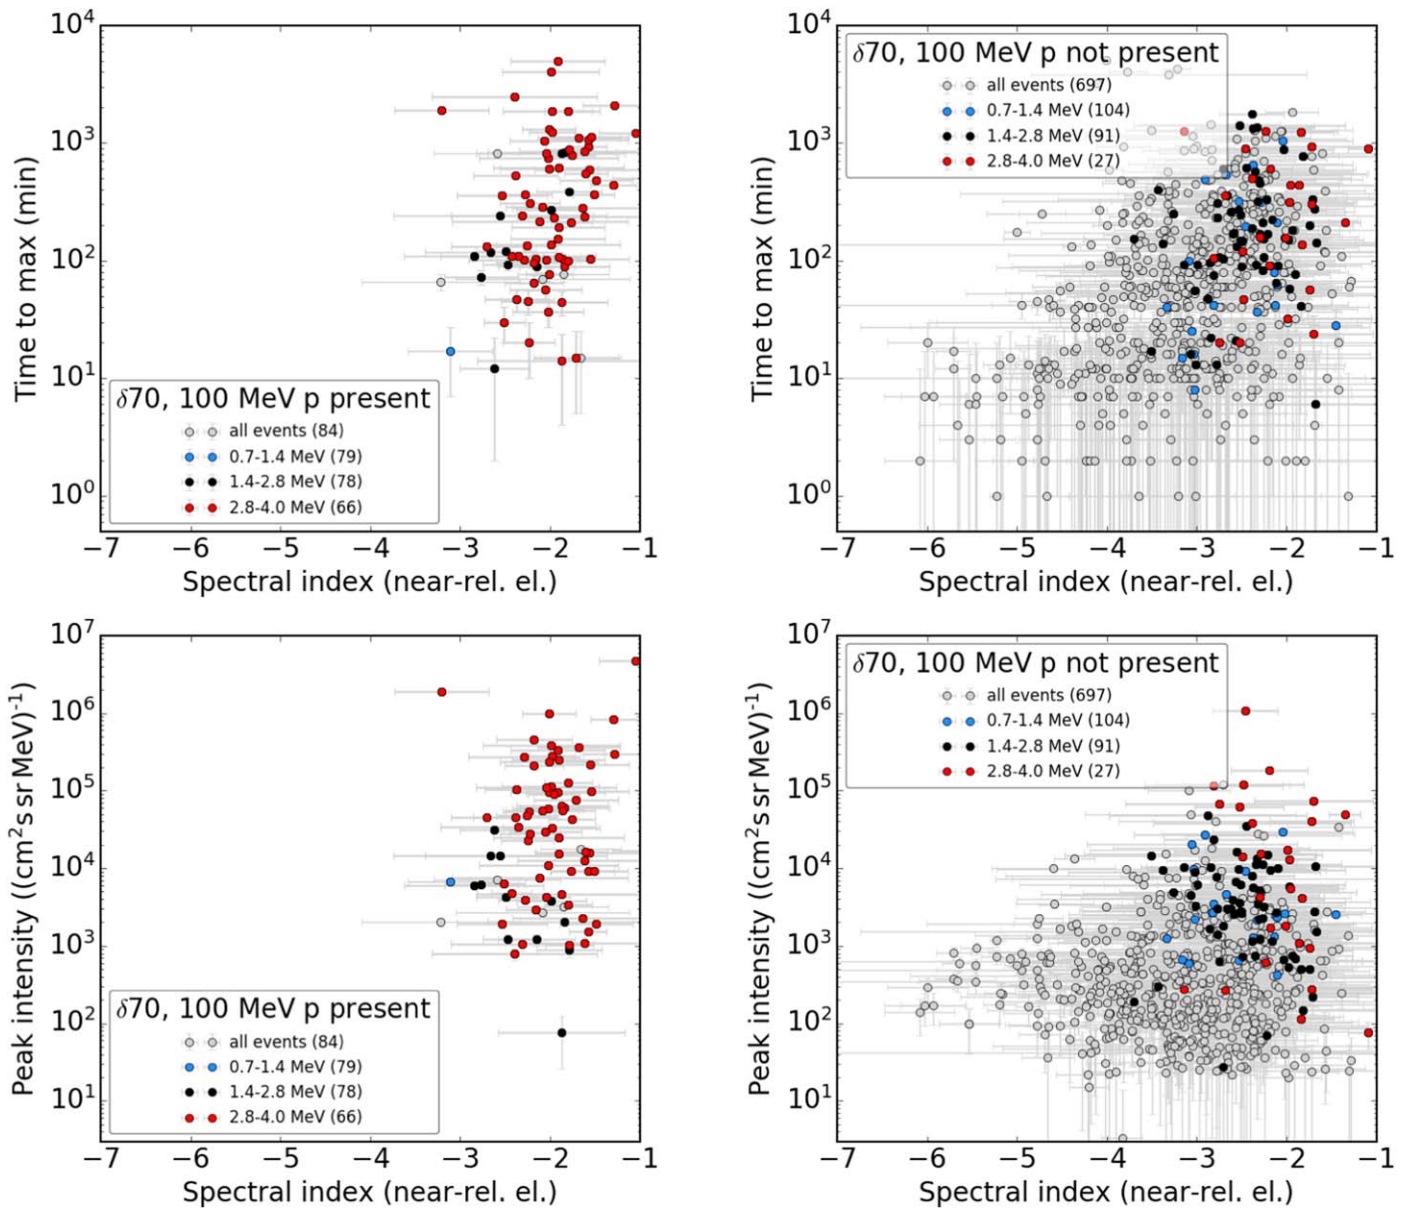 10⁴
10³
10²
10¹
10⁰
Time to max (min)
δ70, 100 MeV p present
all events (84)
0.7-1.4 MeV (79)
1.4-2.8 MeV (78)
2.8-4.0 MeV (66)
−7 −6 −5 −4 −3 −2 −1
Spectral index (near-rel. el.)
10⁴
10³
10²
10¹
10⁰
Time to max (min)
δ70, 100 MeV p not present
all events (697)
0.7-1.4 MeV (104)
1.4-2.8 MeV (91)
2.8-4.0 MeV (27)
−7 −6 −5 −4 −3 −2 −1
Spectral index (near-rel. el.)
10⁷
10⁶
10⁵
10⁴
10³
10²
10¹
Peak intensity ((cm² s sr MeV)⁻¹)
δ70, 100 MeV p present
all events (84)
0.7-1.4 MeV (79)
1.4-2.8 MeV (78)
2.8-4.0 MeV (66)
−7 −6 −5 −4 −3 −2 −1
Spectral index (near-rel. el.)
10⁷
10⁶
10⁵
10⁴
10³
10²
10¹
Peak intensity ((cm² s sr MeV)⁻¹)
δ70, 100 MeV p not present
all events (697)
0.7-1.4 MeV (104)
1.4-2.8 MeV (91)
2.8-4.0 MeV (27)
−7 −6 −5 −4 −3 −2 −1
Spectral index (near-rel. el.)